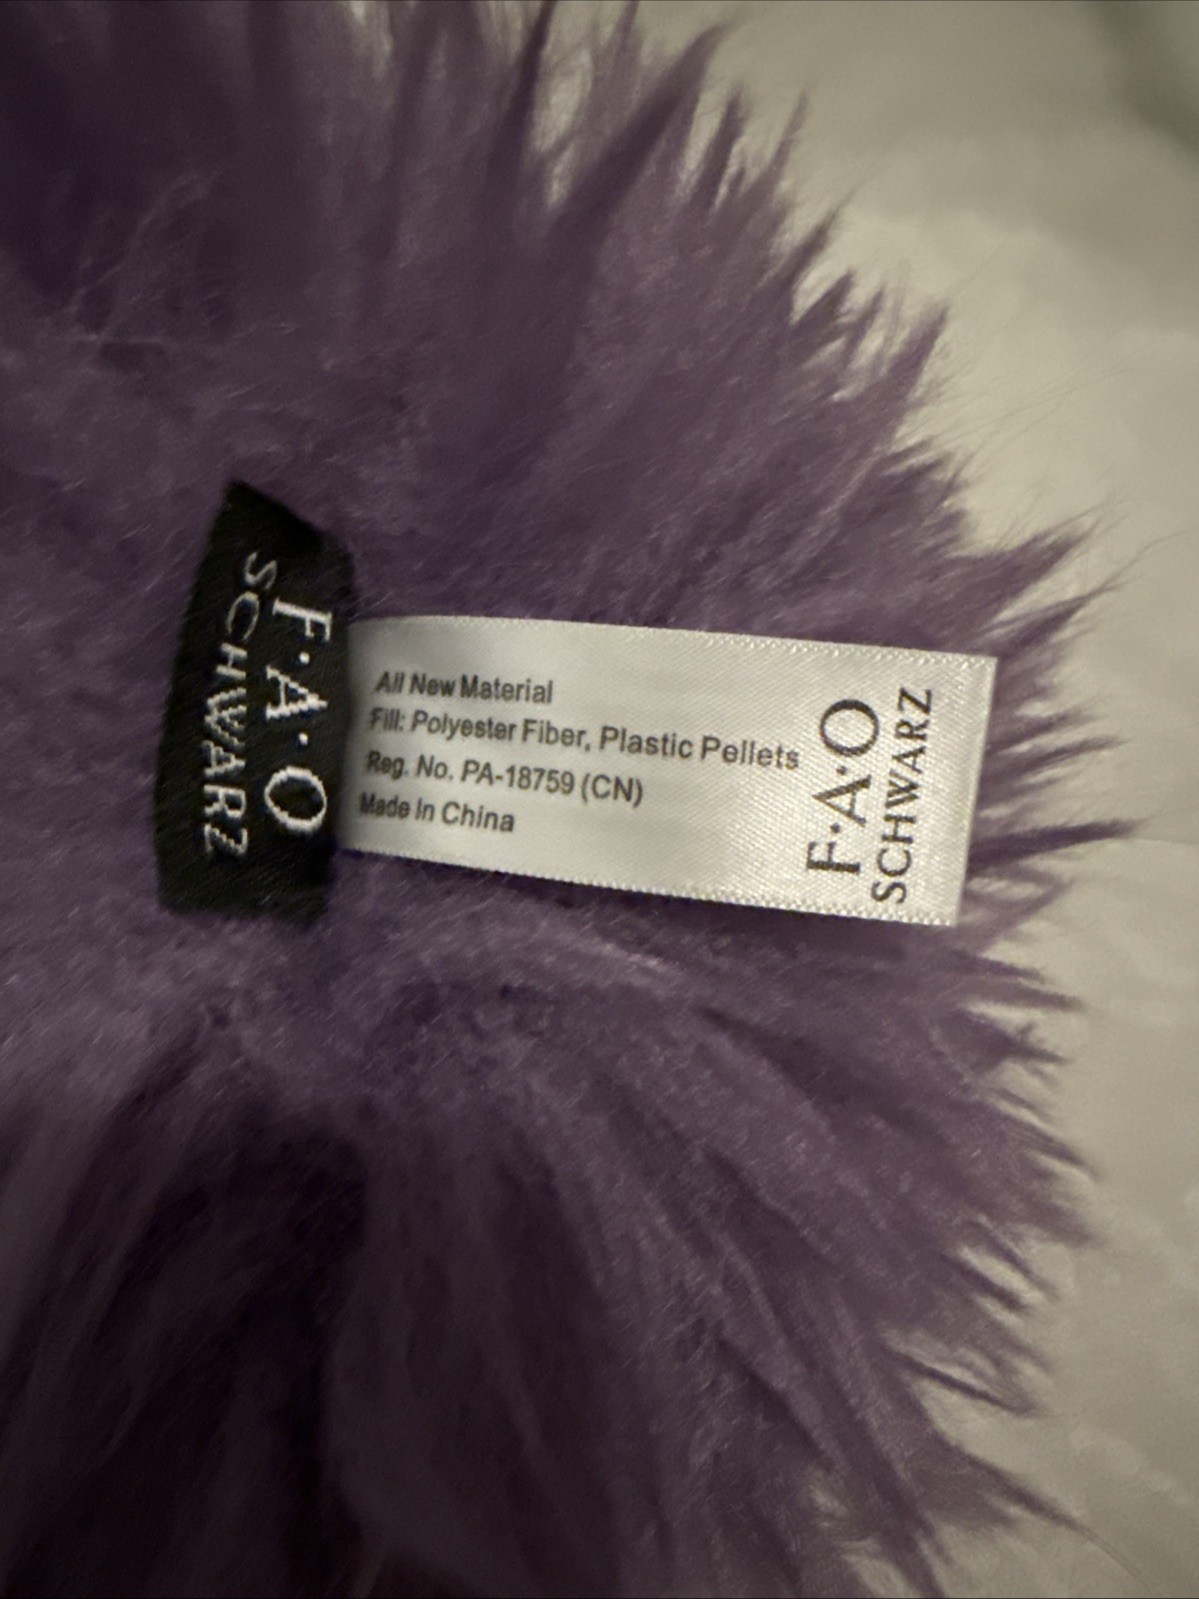 F·A·O
SCHWARZ
All New Material
Fill: Polyester Fiber, Plastic Pellets
Reg. No. PA-18759 (CN)
Made In China
F·A·O
SCHWARZ